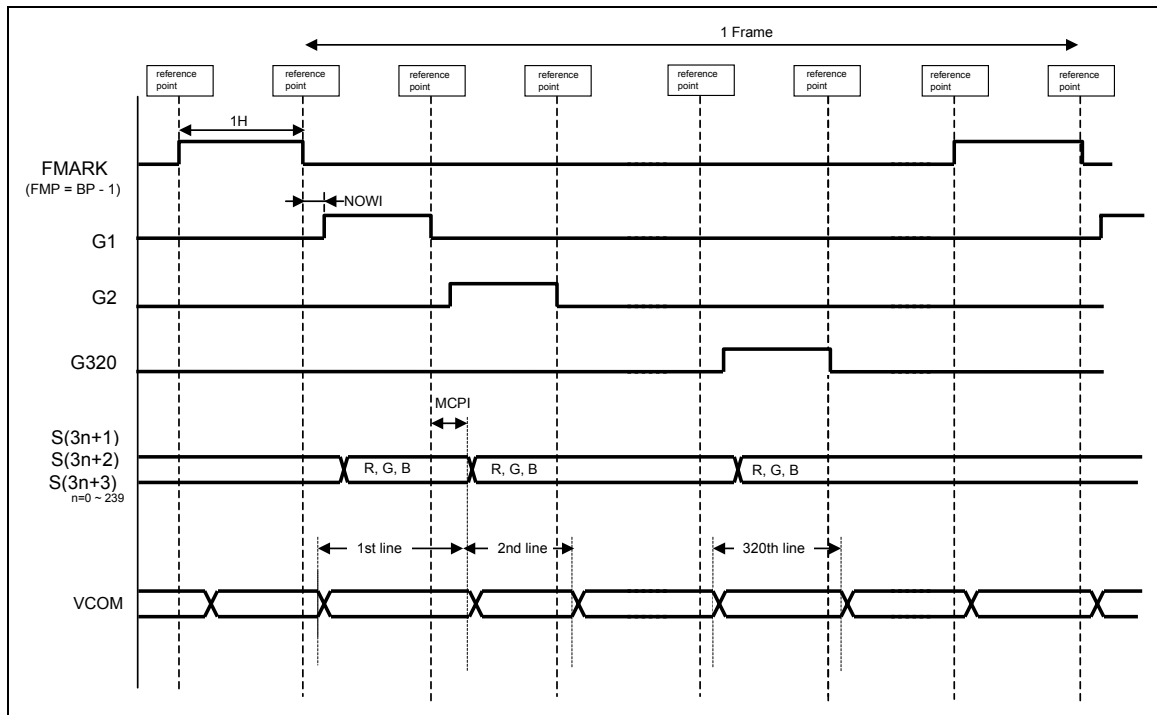 1 Frame
reference
point
reference
point
reference
point
reference
point
reference
point
reference
point
reference
point
reference
point
1H
FMARK
(FMP = BP - 1)
NOWI
G1
G2
G320
MCPI
S(3n+1)
S(3n+2)
S(3n+3)
n=0 ~ 239
R, G, B
R, G, B
R, G, B
1st line
2nd line
320th line
VCOM